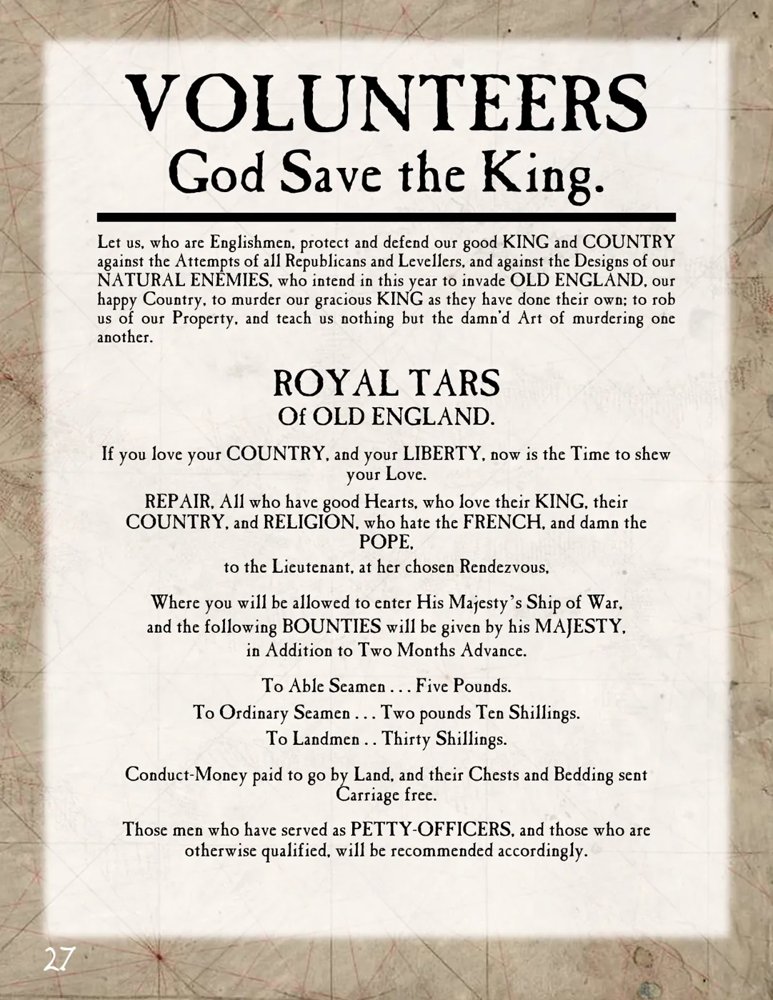 VOLUNTEERS
God Save the King.
Let us, who are Englishmen, protect and defend our good KING and COUNTRY
against the Attempts of all Republicans and Levellers, and against the Designs of our
NATURAL ENEMIES, who intend in this year to invade OLD ENGLAND, our
happy Country, to murder our gracious KING as they have done their own; to rob
us of our Property, and teach us nothing but the damn'd Art of murdering one
another.
ROYAL TARS
Of OLD ENGLAND.
If you love your COUNTRY, and your LIBERTY, now is the Time to shew
your Love.
REPAIR, All who have good Hearts, who love their KING, their
COUNTRY, and RELIGION, who hate the FRENCH, and damn the
POPE,
to the Lieutenant, at her chosen Rendezvous,
Where you will be allowed to enter His Majesty's Ship of War,
and the following BOUNTIES will be given by his MAJESTY,
in Addition to Two Months Advance.
To Able Seamen . . . Five Pounds.
To Ordinary Seamen . . . Two pounds Ten Shillings.
To Landmen . . Thirty Shillings.
Conduct-Money paid to go by Land, and their Chests and Bedding sent
Carriage free.
Those men who have served as PETTY-OFFICERS, and those who are
otherwise qualified, will be recommended accordingly.
27